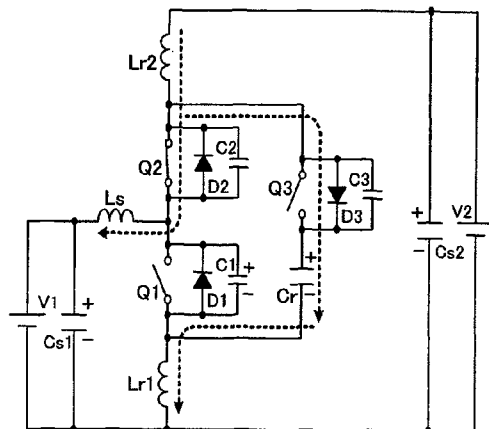 Lr2
Q2
D2
C2
Q3
D3
C3
Ls
V2
+
-
Cs2
V1
+
-
Cs1
Q1
D1
C1
+
-
+
-
Cr
Lr1